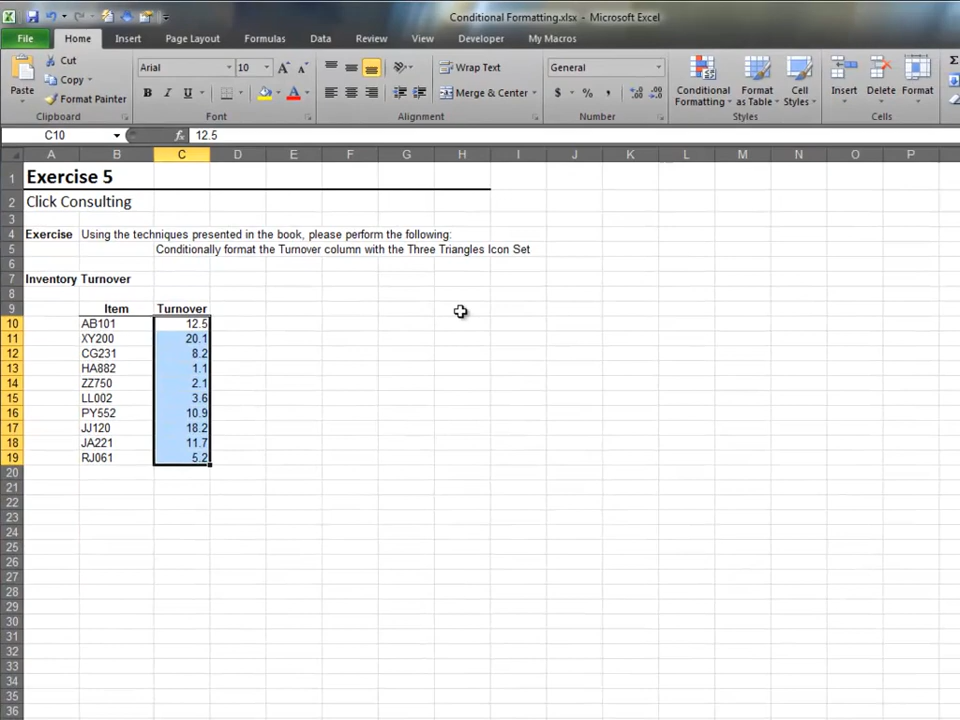 Conditional Formatting.xlsx - Microsoft Excel
File Home Insert Page Layout Formulas Data Review View Developer My Macros
Cut
Copy
Format Painter
Paste
Clipboard
Arial 10
B I U
Font
Wrap Text
Merge & Center
Alignment
General
$ % ,
Number
Conditional Formatting
Format as Table
Cell Styles
Styles
Insert Delete Format
Cells
C10 fx 12.5
A B C D E F G H I J K L M N O P
1 Exercise 5
2 Click Consulting
3
4 Exercise Using the techniques presented in the book, please perform the following:
5 Conditionally format the Turnover column with the Three Triangles Icon Set
6
7 Inventory Turnover
8
9 Item Turnover
10 AB101 12.5
11 XY200 20.1
12 CG231 8.2
13 HA882 1.1
14 ZZ750 2.1
15 LL002 3.6
16 PY552 10.9
17 JJ120 18.2
18 JA221 11.7
19 RJ061 5.2
20
21
22
23
24
25
26
27
28
29
30
31
32
33
34
35
36